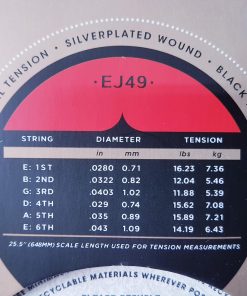 TENSION • SILVERPLATED WOUND • BLACK
• EJ49 •
STRING DIAMETER TENSION
in mm lbs kg
E: 1ST .0280 0.71 16.23 7.36
B: 2ND .0322 0.82 12.04 5.46
G: 3RD .0403 1.02 11.88 5.39
D: 4TH .029 0.74 15.62 7.08
A: 5TH .035 0.89 15.89 7.21
E: 6TH .043 1.09 14.19 6.43
25.5" (648MM) SCALE LENGTH USED FOR TENSION MEASUREMENTS
MATERIALS WHEREVER